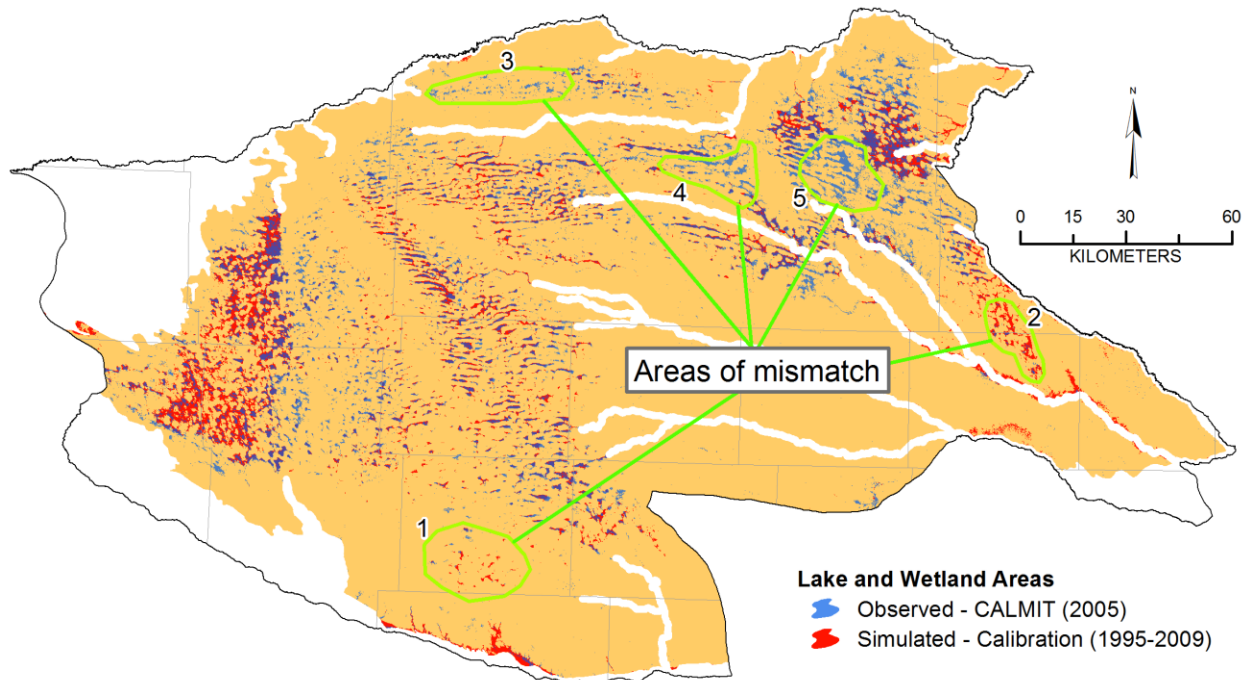 3
N
4
5
0 15 30 60
KILOMETERS
2
Areas of mismatch
1
Lake and Wetland Areas
Observed - CALMIT (2005)
Simulated - Calibration (1995-2009)